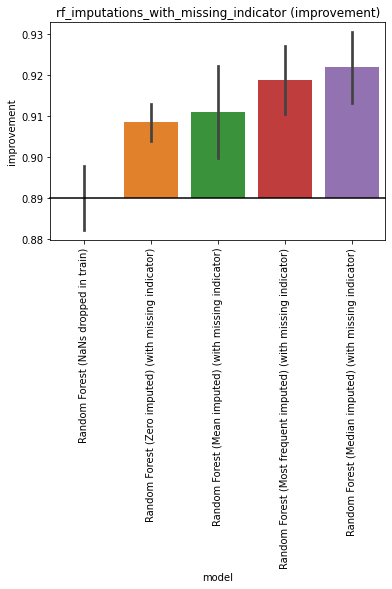 rf_imputations_with_missing_indicator (improvement)
0.93
0.92
0.91
0.90
0.89
0.88
improvement
Random Forest (NaNs dropped in train)
Random Forest (Zero imputed) (with missing indicator)
Random Forest (Mean imputed) (with missing indicator)
Random Forest (Most frequent imputed) (with missing indicator)
Random Forest (Median imputed) (with missing indicator)
model